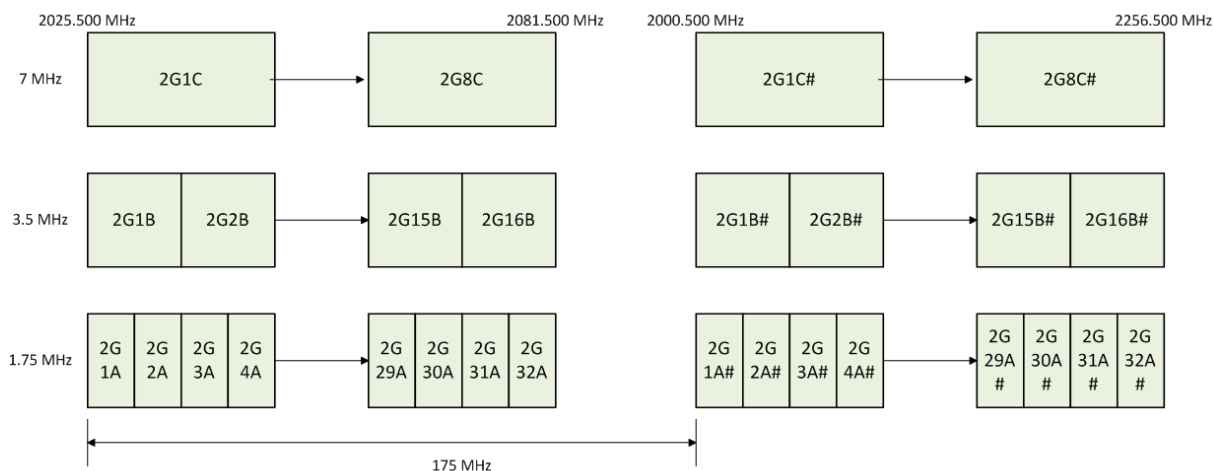 2025.500 MHz 2081.500 MHz 2000.500 MHz 2256.500 MHz
7 MHz 2G1C 2G8C 2G1C# 2G8C#
3.5 MHz 2G1B 2G2B 2G15B 2G16B 2G1B# 2G2B# 2G15B# 2G16B#
1.75 MHz
2G
1A
2G
2A
2G
3A
2G
4A
2G
29A
2G
30A
2G
31A
2G
32A
2G
1A#
2G
2A#
2G
3A#
2G
4A#
2G
29A
#
2G
30A
#
2G
31A
#
2G
32A
#
175 MHz